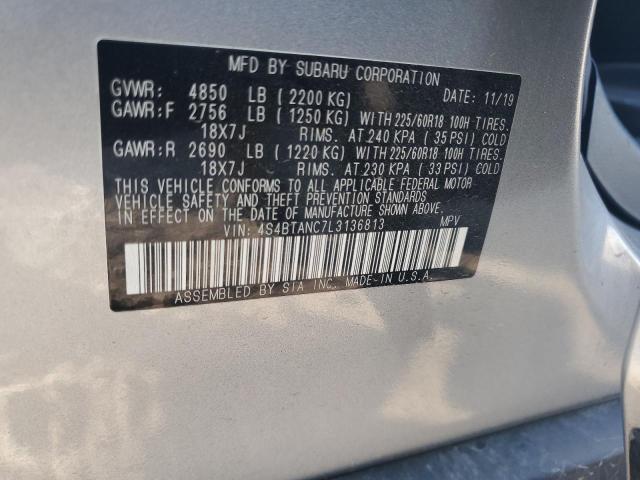 MFD BY SUBARU CORPORATION
GVWR: 4850 LB ( 2200 KG) DATE: 11/19
GAWR:F 2756 LB ( 1250 KG) WITH 225/60R18 100H TIRES.
18X7J RIMS. AT 240 KPA ( 35 PSI) COLD
GAWR:R 2690 LB ( 1220 KG) WITH 225/60R18 100H TIRES.
18X7J RIMS. AT 230 KPA ( 33 PSI) COLD
THIS VEHICLE CONFORMS TO ALL APPLICABLE FEDERAL MOTOR
VEHICLE SAFETY AND THEFT PREVENTION STANDARDS
IN EFFECT ON THE DATE OF MANUFACTURE SHOWN ABOVE.
VIN: 4S4BTANC7L3136813 MPV
ASSEMBLED BY SIA INC. MADE IN U.S.A.